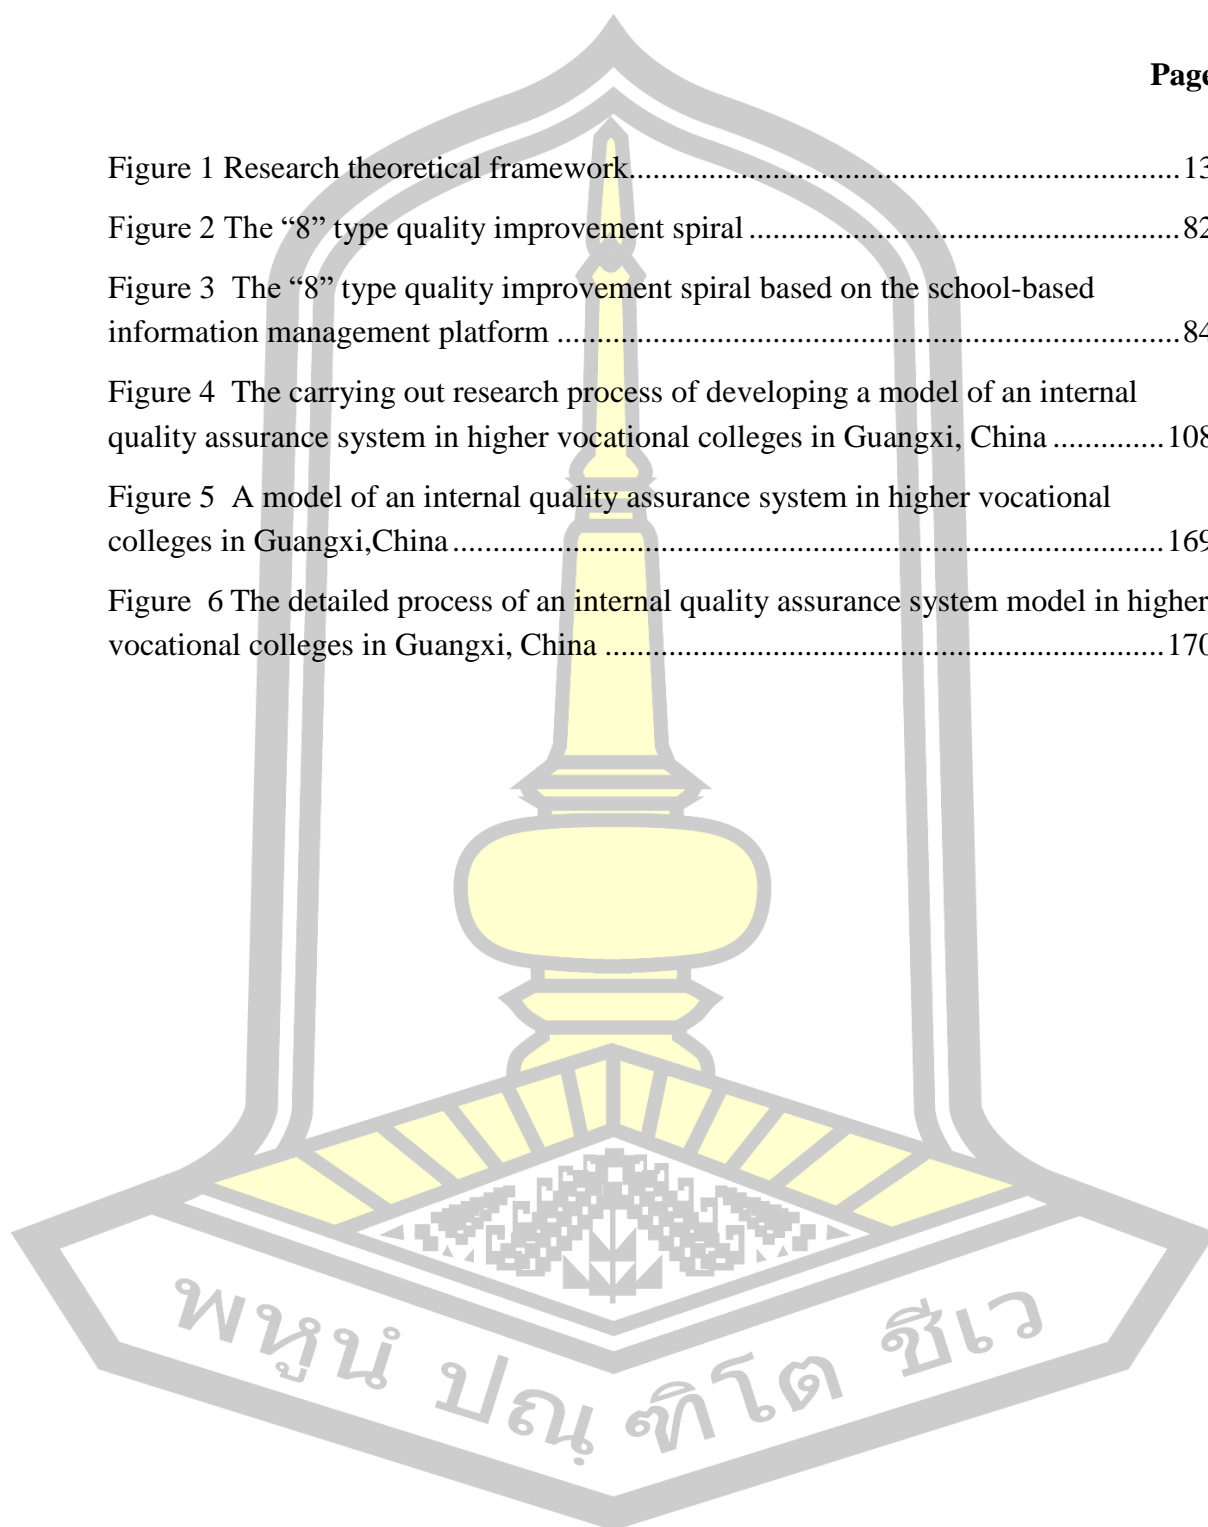 Page
Figure 1 Research theoretical framework..................................................................13
Figure 2 The “8” type quality improvement spiral ....................................................82
Figure 3  The “8” type quality improvement spiral based on the school-based
information management platform ...........................................................................84
Figure 4  The carrying out research process of developing a model of an internal
quality assurance system in higher vocational colleges in Guangxi, China ..............108
Figure 5  A model of an internal quality assurance system in higher vocational
colleges in Guangxi,China.....................................................................................169
Figure  6 The detailed process of an internal quality assurance system model in higher
vocational colleges in Guangxi, China ...................................................................170
พหูนํ ปณฺ ฑิโต ชีเว